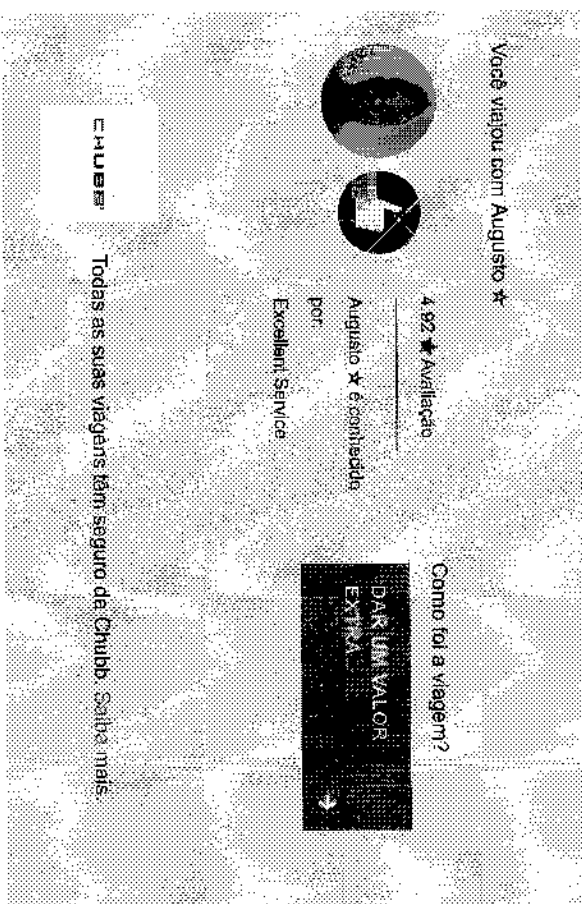 Você viajou com Augusto ☆
4.92 ★ Avaliação
Augusto ☆ é conhecido
por:
Excellent Service
Como foi a viagem?
DAR UM VALOR
EXTRA
CHUBB
Todas as suas viagens têm seguro da Chubb. Saiba mais.